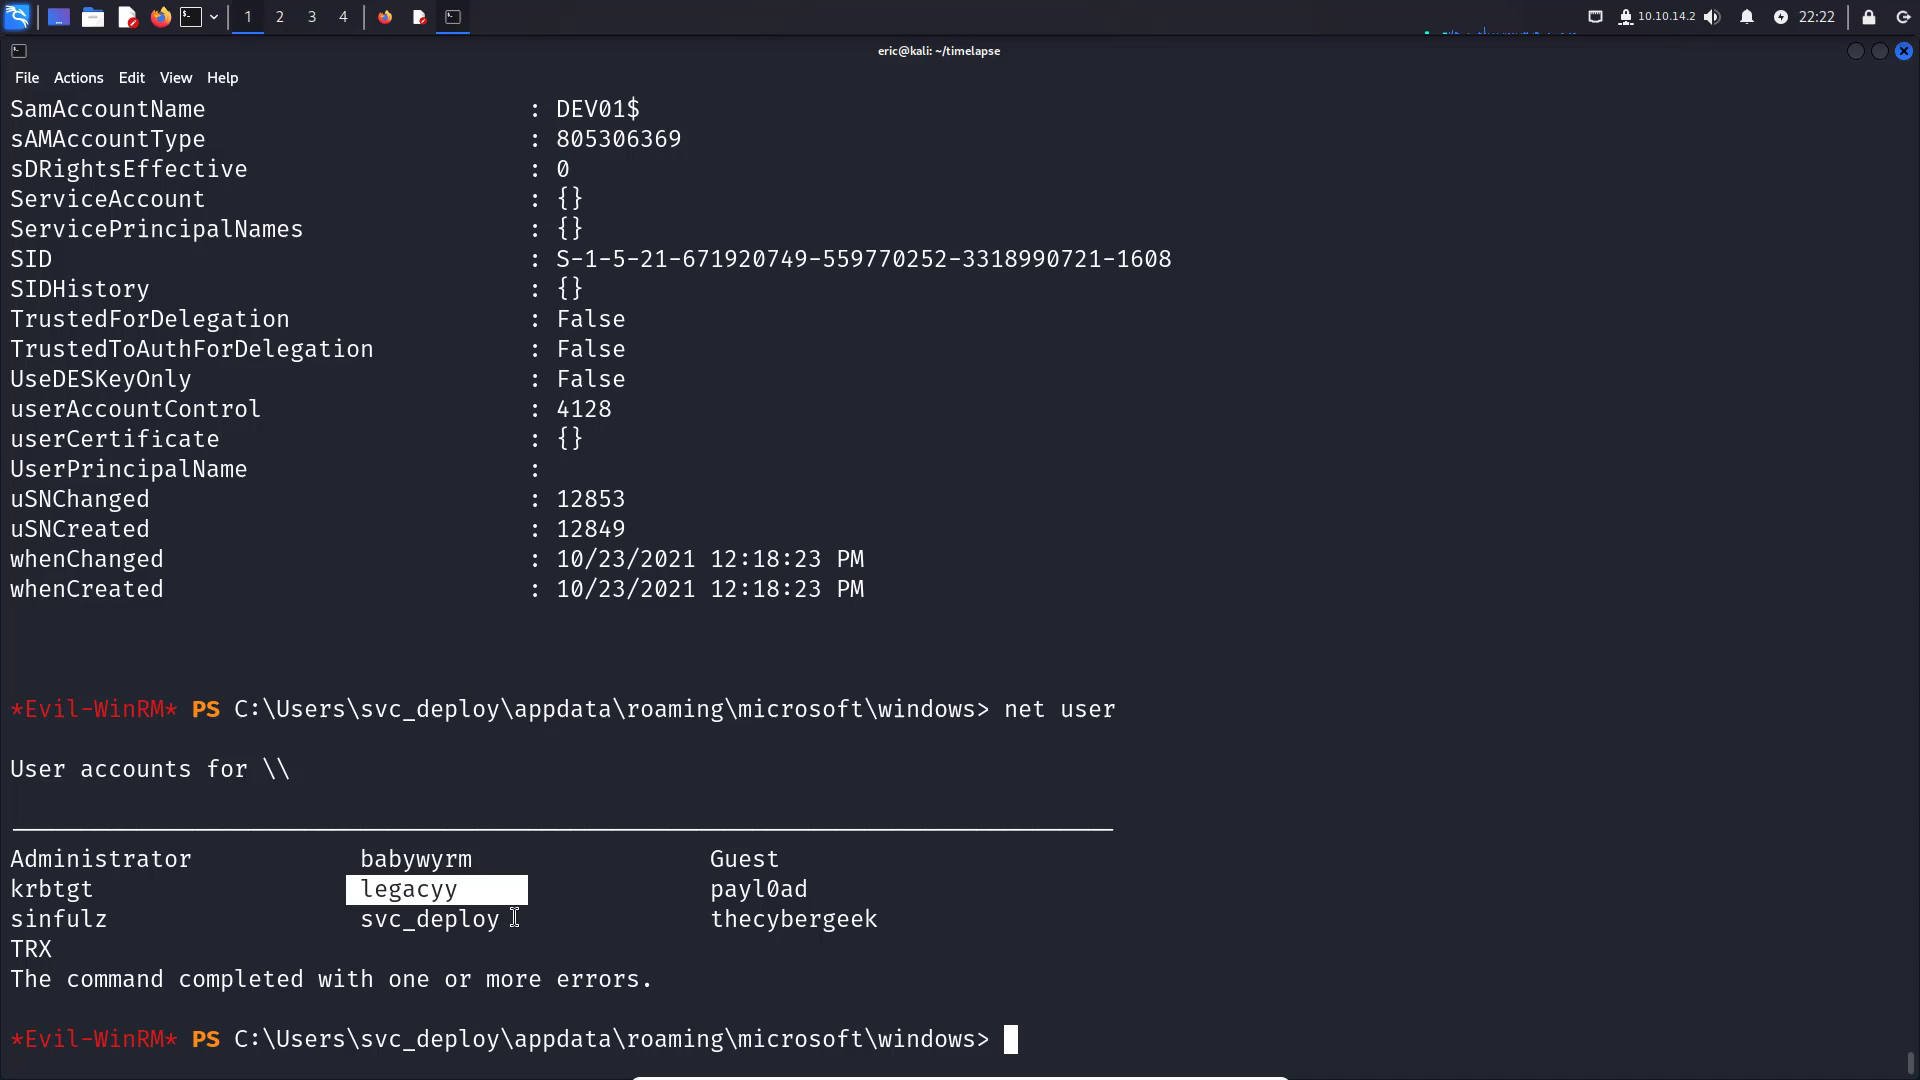 1 2 3 4 10.10.14.2 22:22
eric@kali: ~/timelapse
File Actions Edit View Help
SamAccountName : DEV01$
sAMAccountType : 805306369
sDRightsEffective : 0
ServiceAccount : {}
ServicePrincipalNames : {}
SID : S-1-5-21-671920749-559770252-3318990721-1608
SIDHistory : {}
TrustedForDelegation : False
TrustedToAuthForDelegation : False
UseDESKeyOnly : False
userAccountControl : 4128
userCertificate : {}
UserPrincipalName :
uSNChanged : 12853
uSNCreated : 12849
whenChanged : 10/23/2021 12:18:23 PM
whenCreated : 10/23/2021 12:18:23 PM
*Evil-WinRM* PS C:\Users\svc_deploy\appdata\roaming\microsoft\windows> net user
User accounts for \\
Administrator babywyrm Guest
krbtgt legacyy payl0ad
sinfulz svc_deploy thecybergeek
TRX
The command completed with one or more errors.
*Evil-WinRM* PS C:\Users\svc_deploy\appdata\roaming\microsoft\windows>